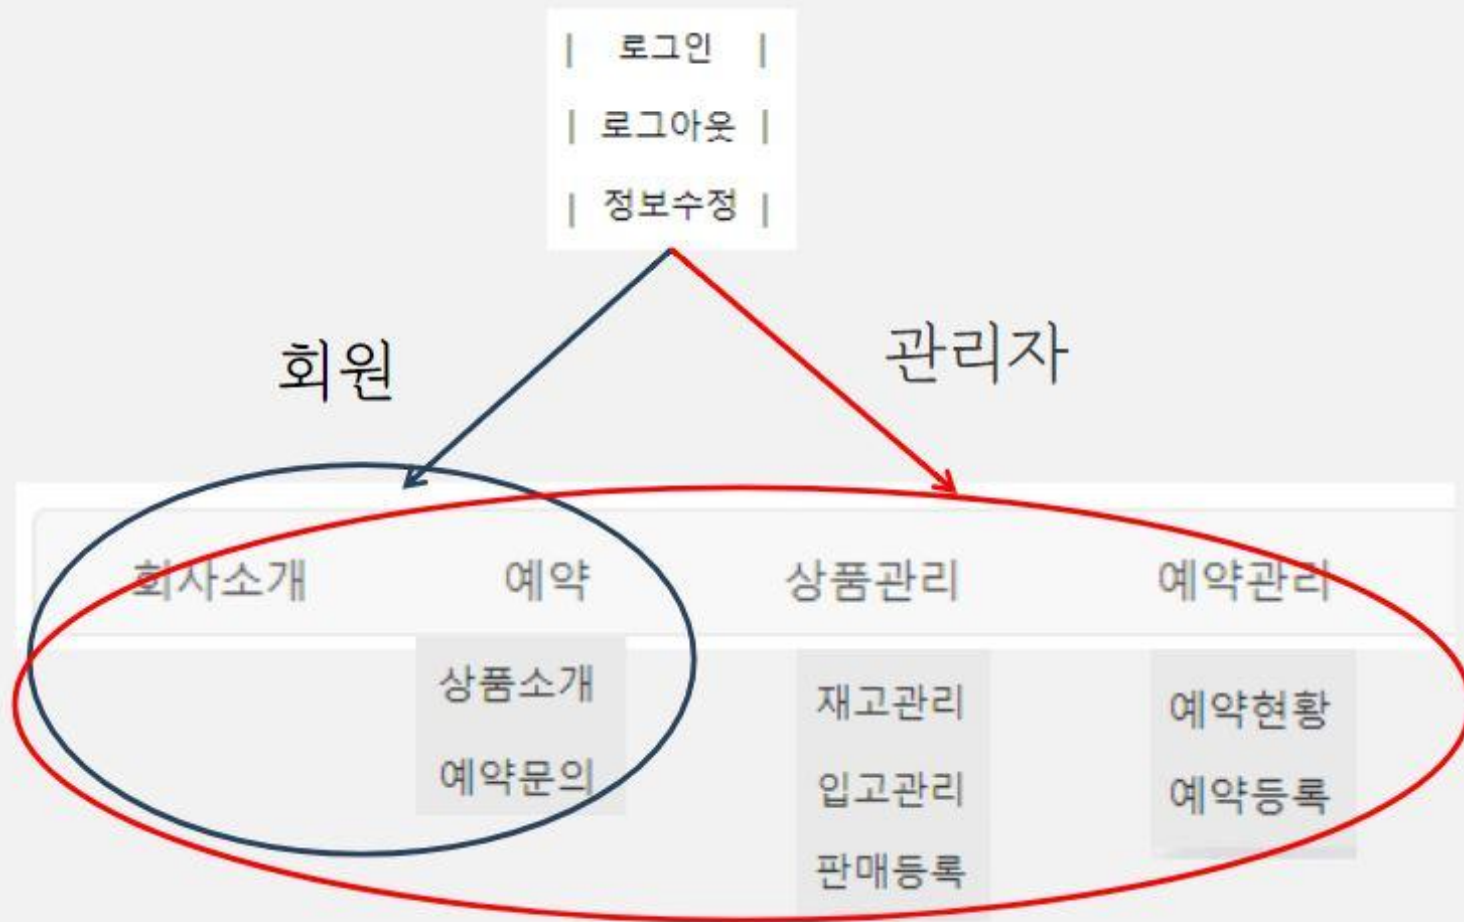 | 로그인 |
| 로그아웃 |
| 정보수정 |
회원
관리자
회사소개 예약 상품관리 예약관리
상품소개
예약문의
재고관리
입고관리
판매등록
예약현황
예약등록